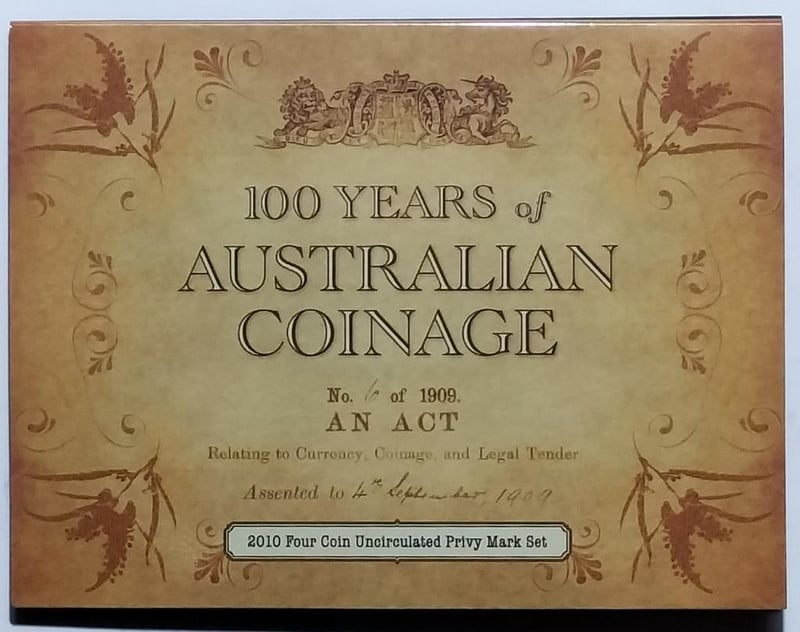 100 YEARS of
AUSTRALIAN
COINAGE
No. 6 of 1909.
AN ACT
Relating to Currency, Coinage, and Legal Tender
Assented to 4th September, 1909
2010 Four Coin Uncirculated Privy Mark Set